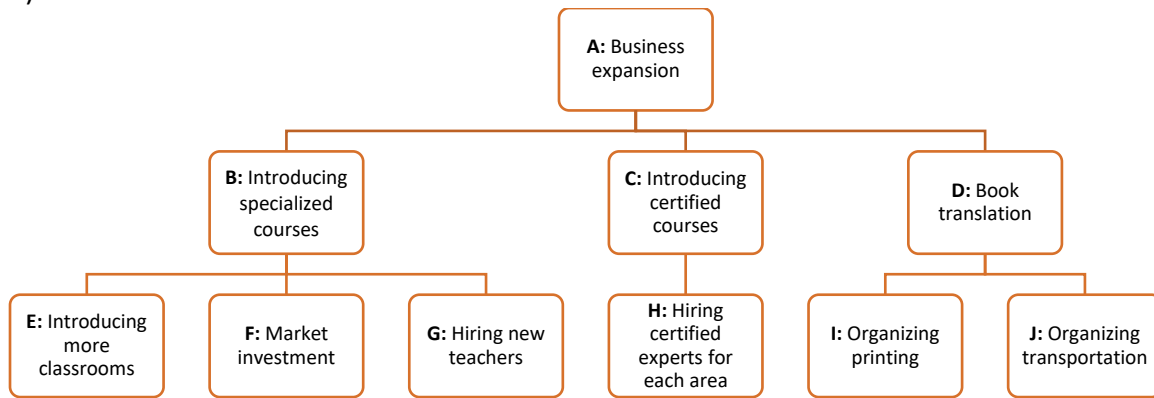 A: Business
expansion
B: Introducing
specialized
courses
C: Introducing
certified
courses
D: Book
translation
E: Introducing
more
classrooms
F: Market
investment
G: Hiring new
teachers
H: Hiring
certified
experts for
each area
I: Organizing
printing
J: Organizing
transportation